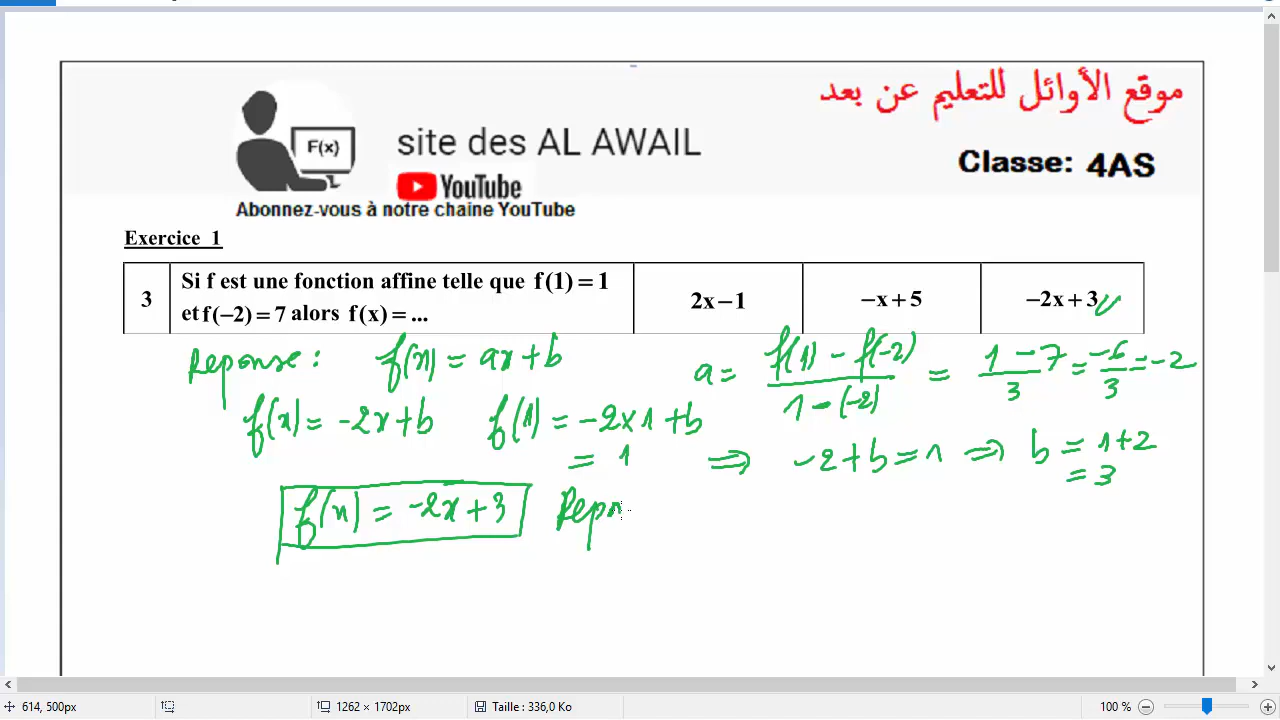 موقع الأوائل للتعليم عن بعد
F(x)
site des AL AWAIL
Classe: 4AS
YouTube
Abonnez-vous à notre chaine YouTube
Exercice 1
3
Si f est une fonction affine telle que f(1) = 1
et f(−2) = 7 alors f(x) = ...
2x−1
−x+5
−2x+3
Reponse : f(x) = ax+b a = f(1) - f(-2) / 1-(-2) = 1-7 / 3 = -6/3 = -2
f(x) = -2x+b f(1) = -2x1+b
= 1 ⟹ -2+b = 1 ⟹ b = 1+2
= 3
f(x) = -2x+3 Repon
614, 500px
1262 × 1702px
Taille : 336,0 Ko
100 %